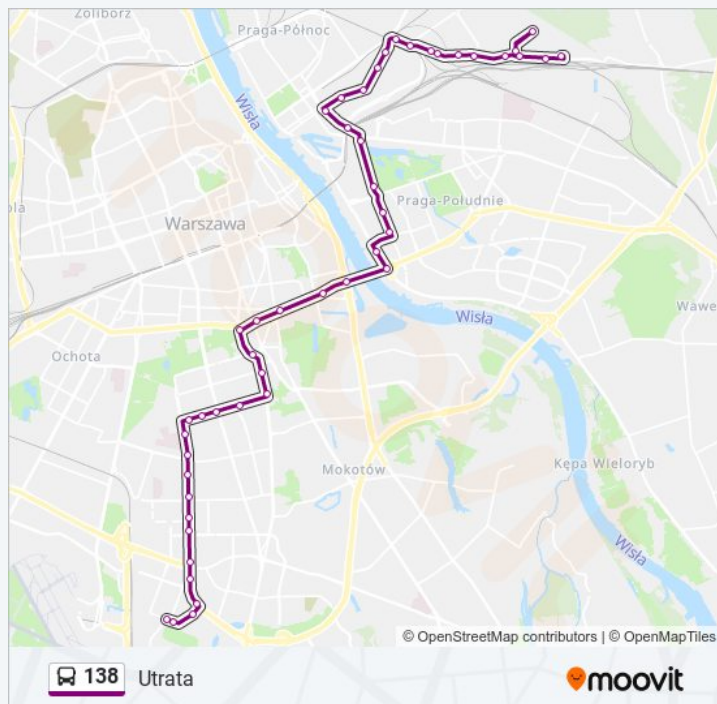 Żoliborz
Praga-Północ
Wisła
ola
Warszawa
Praga-Południe
Wawe
Ochota
Wisła
Mokotów
Kępa Wieloryb
Wisła
© OpenStreetMap contributors | © OpenMapTiles
138 Utrata
moovit